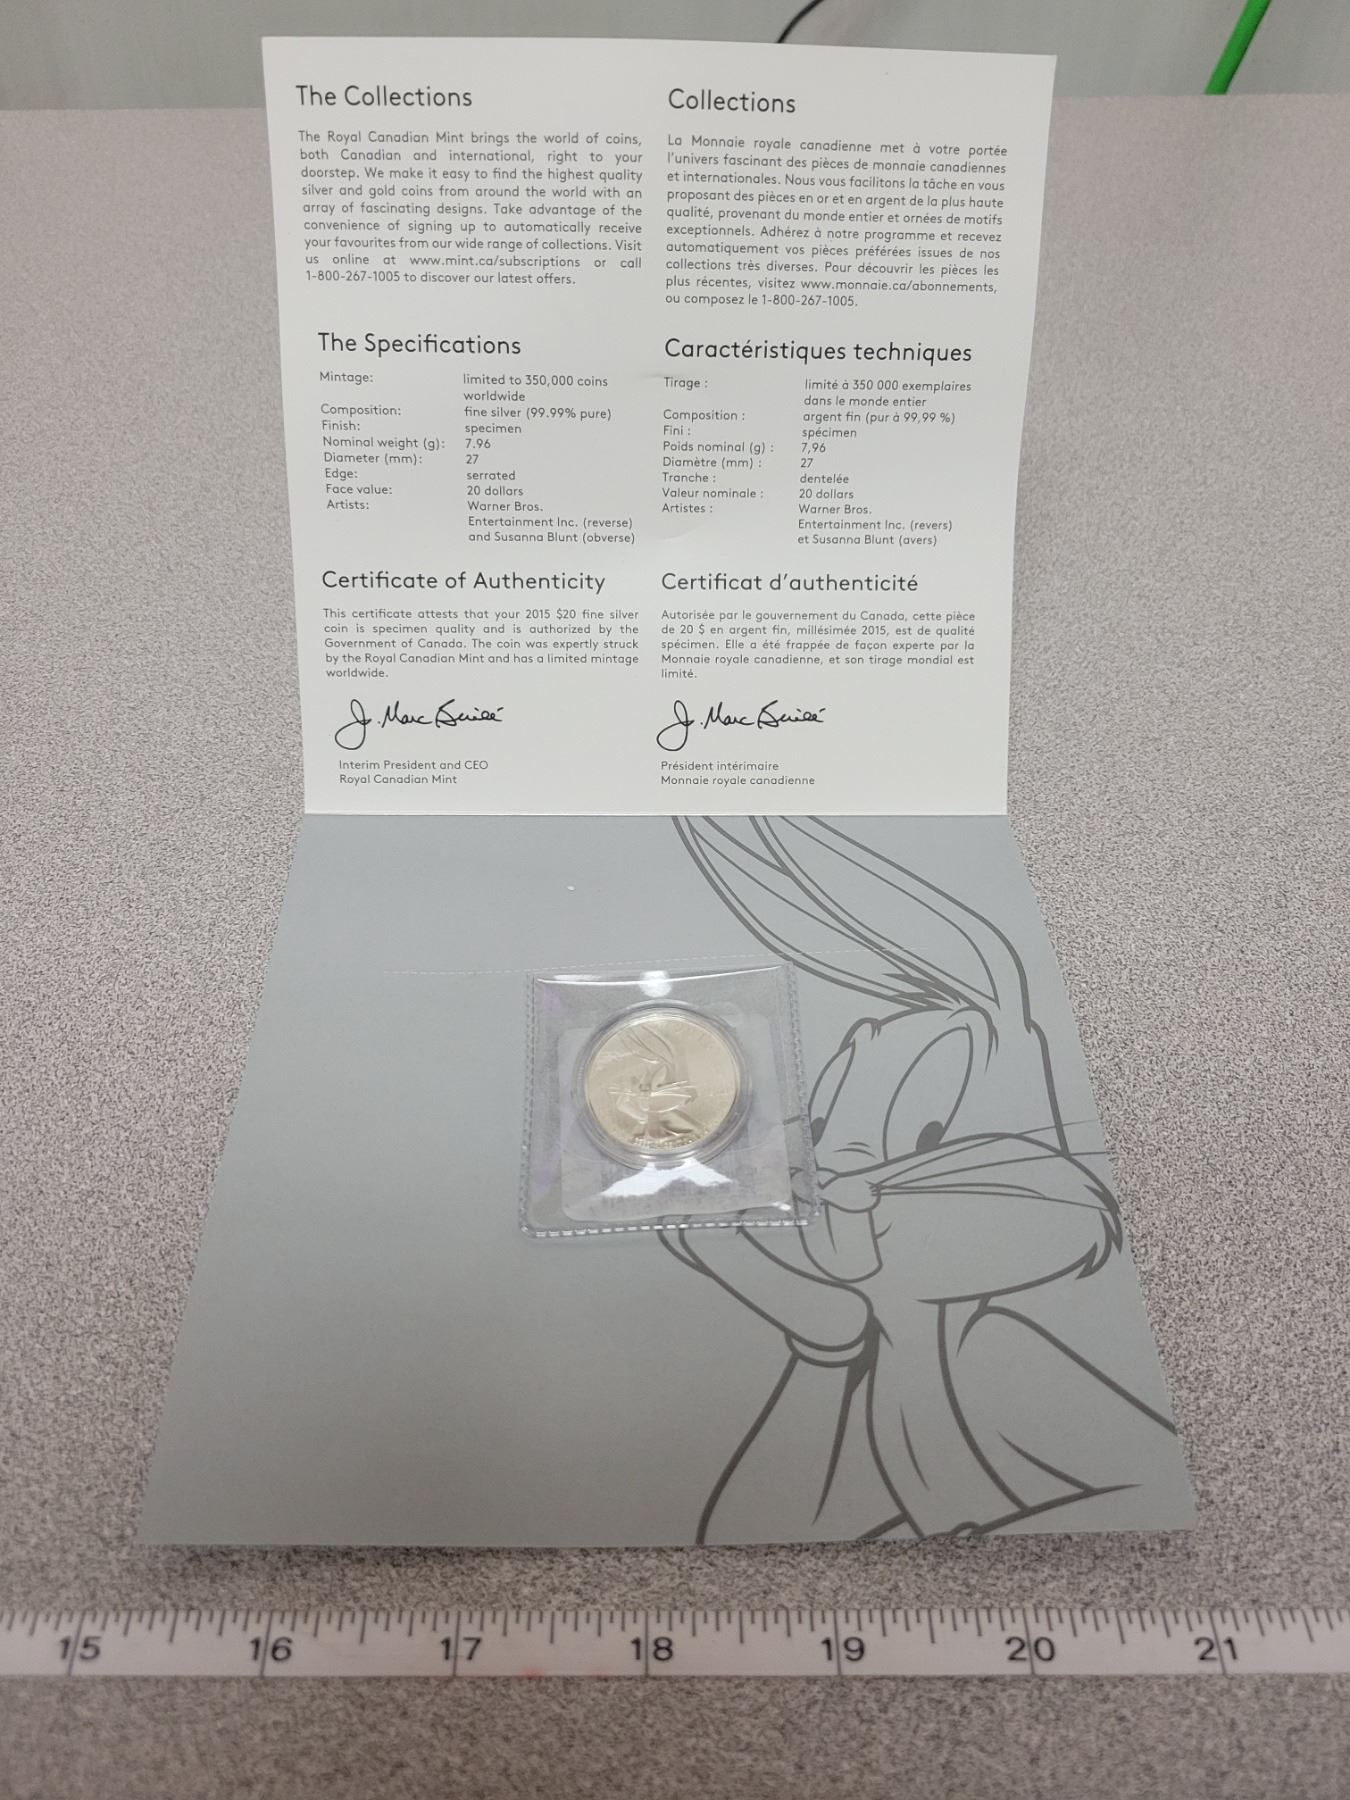 The Collections
The Royal Canadian Mint brings the world of coins,
both Canadian and international, right to your
doorstep. We make it easy to find the highest quality
silver and gold coins from around the world with an
array of fascinating designs. Take advantage of the
convenience of signing up to automatically receive
your favourites from our wide range of collections. Visit
us online at www.mint.ca/subscriptions or call
1-800-267-1005 to discover our latest offers.
Collections
La Monnaie royale canadienne met à votre portée
l'univers fascinant des pièces de monnaie canadiennes
et internationales. Nous vous facilitons la tâche en vous
proposant des pièces en or et en argent de la plus haute
qualité, provenant du monde entier et ornées de motifs
exceptionnels. Adhérez à notre programme et recevez
automatiquement vos pièces préférées issues de nos
collections très diverses. Pour découvrir les pièces les
plus récentes, visitez www.monnaie.ca/abonnements,
ou composez le 1-800-267-1005.
The Specifications
Mintage: limited to 350,000 coins
worldwide
Composition: fine silver (99.99% pure)
Finish: specimen
Nominal weight (g): 7.96
Diameter (mm): 27
Edge: serrated
Face value: 20 dollars
Artists: Warner Bros.
Entertainment Inc. (reverse)
and Susanna Blunt (obverse)
Caractéristiques techniques
Tirage : limité à 350 000 exemplaires
dans le monde entier
Composition : argent fin (pur à 99,99 %)
Fini : spécimen
Poids nominal (g) : 7,96
Diamètre (mm) : 27
Tranche : dentelée
Valeur nominale : 20 dollars
Artistes : Warner Bros.
Entertainment Inc. (revers)
et Susanna Blunt (avers)
Certificate of Authenticity
This certificate attests that your 2015 $20 fine silver
coin is specimen quality and is authorized by the
Government of Canada. The coin was expertly struck
by the Royal Canadian Mint and has a limited mintage
worldwide.
J. Marc Brûlé
Interim President and CEO
Royal Canadian Mint
Certificat d'authenticité
Autorisée par le gouvernement du Canada, cette pièce
de 20 $ en argent fin, millésimée 2015, est de qualité
spécimen. Elle a été frappée de façon experte par la
Monnaie royale canadienne, et son tirage mondial est
limité.
J. Marc Brûlé
Président intérimaire
Monnaie royale canadienne
15 16 17 18 19 20 21